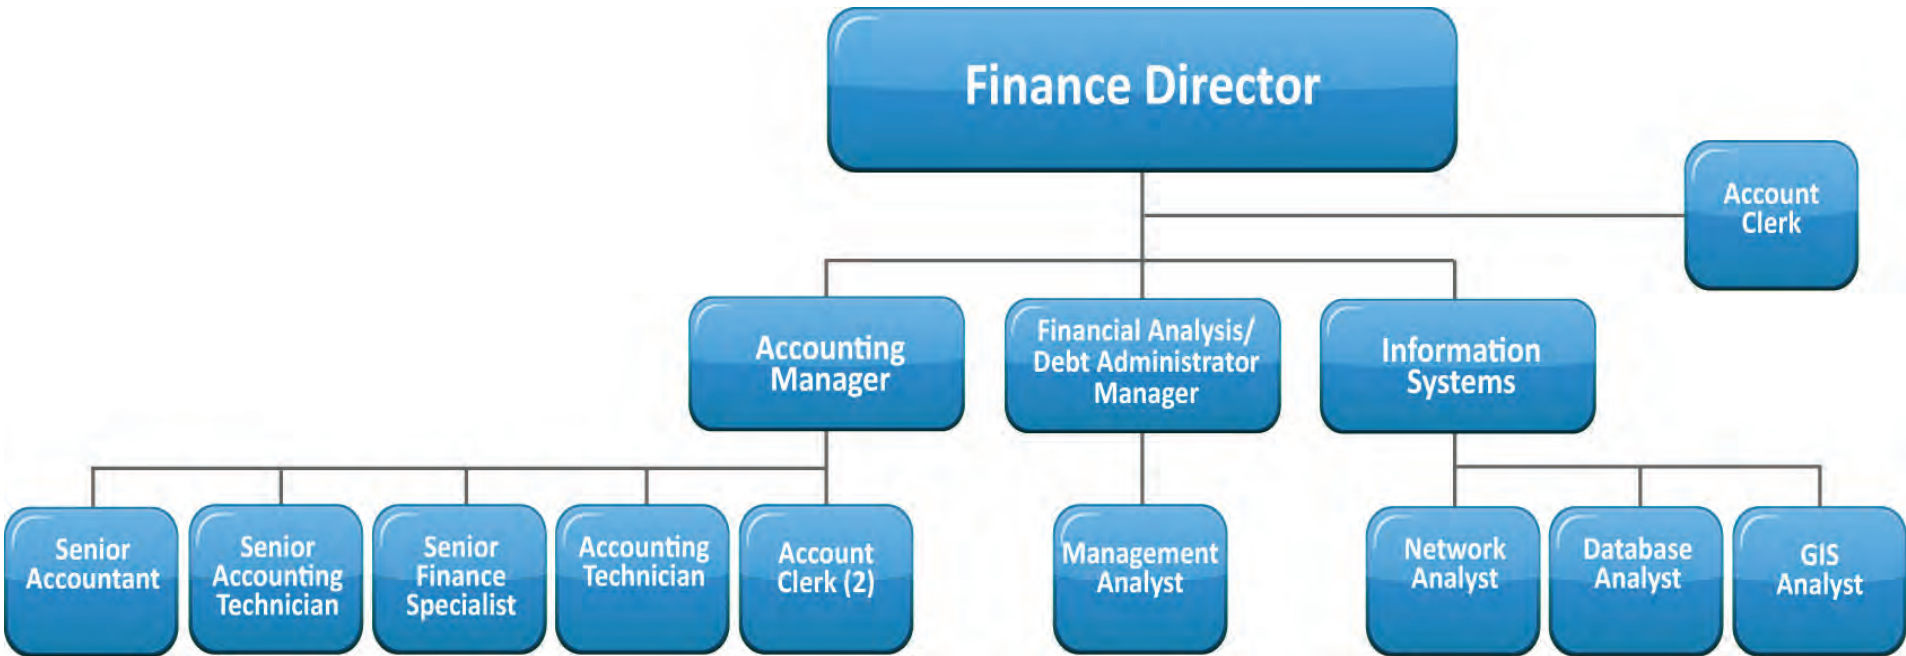 Finance Director
Account
Clerk
Accounting
Manager
Financial Analysis/
Debt Administrator
Manager
Information
Systems
Senior
Accountant
Senior
Accounting
Technician
Senior
Finance
Specialist
Accounting
Technician
Account
Clerk (2)
Management
Analyst
Network
Analyst
Database
Analyst
GIS
Analyst